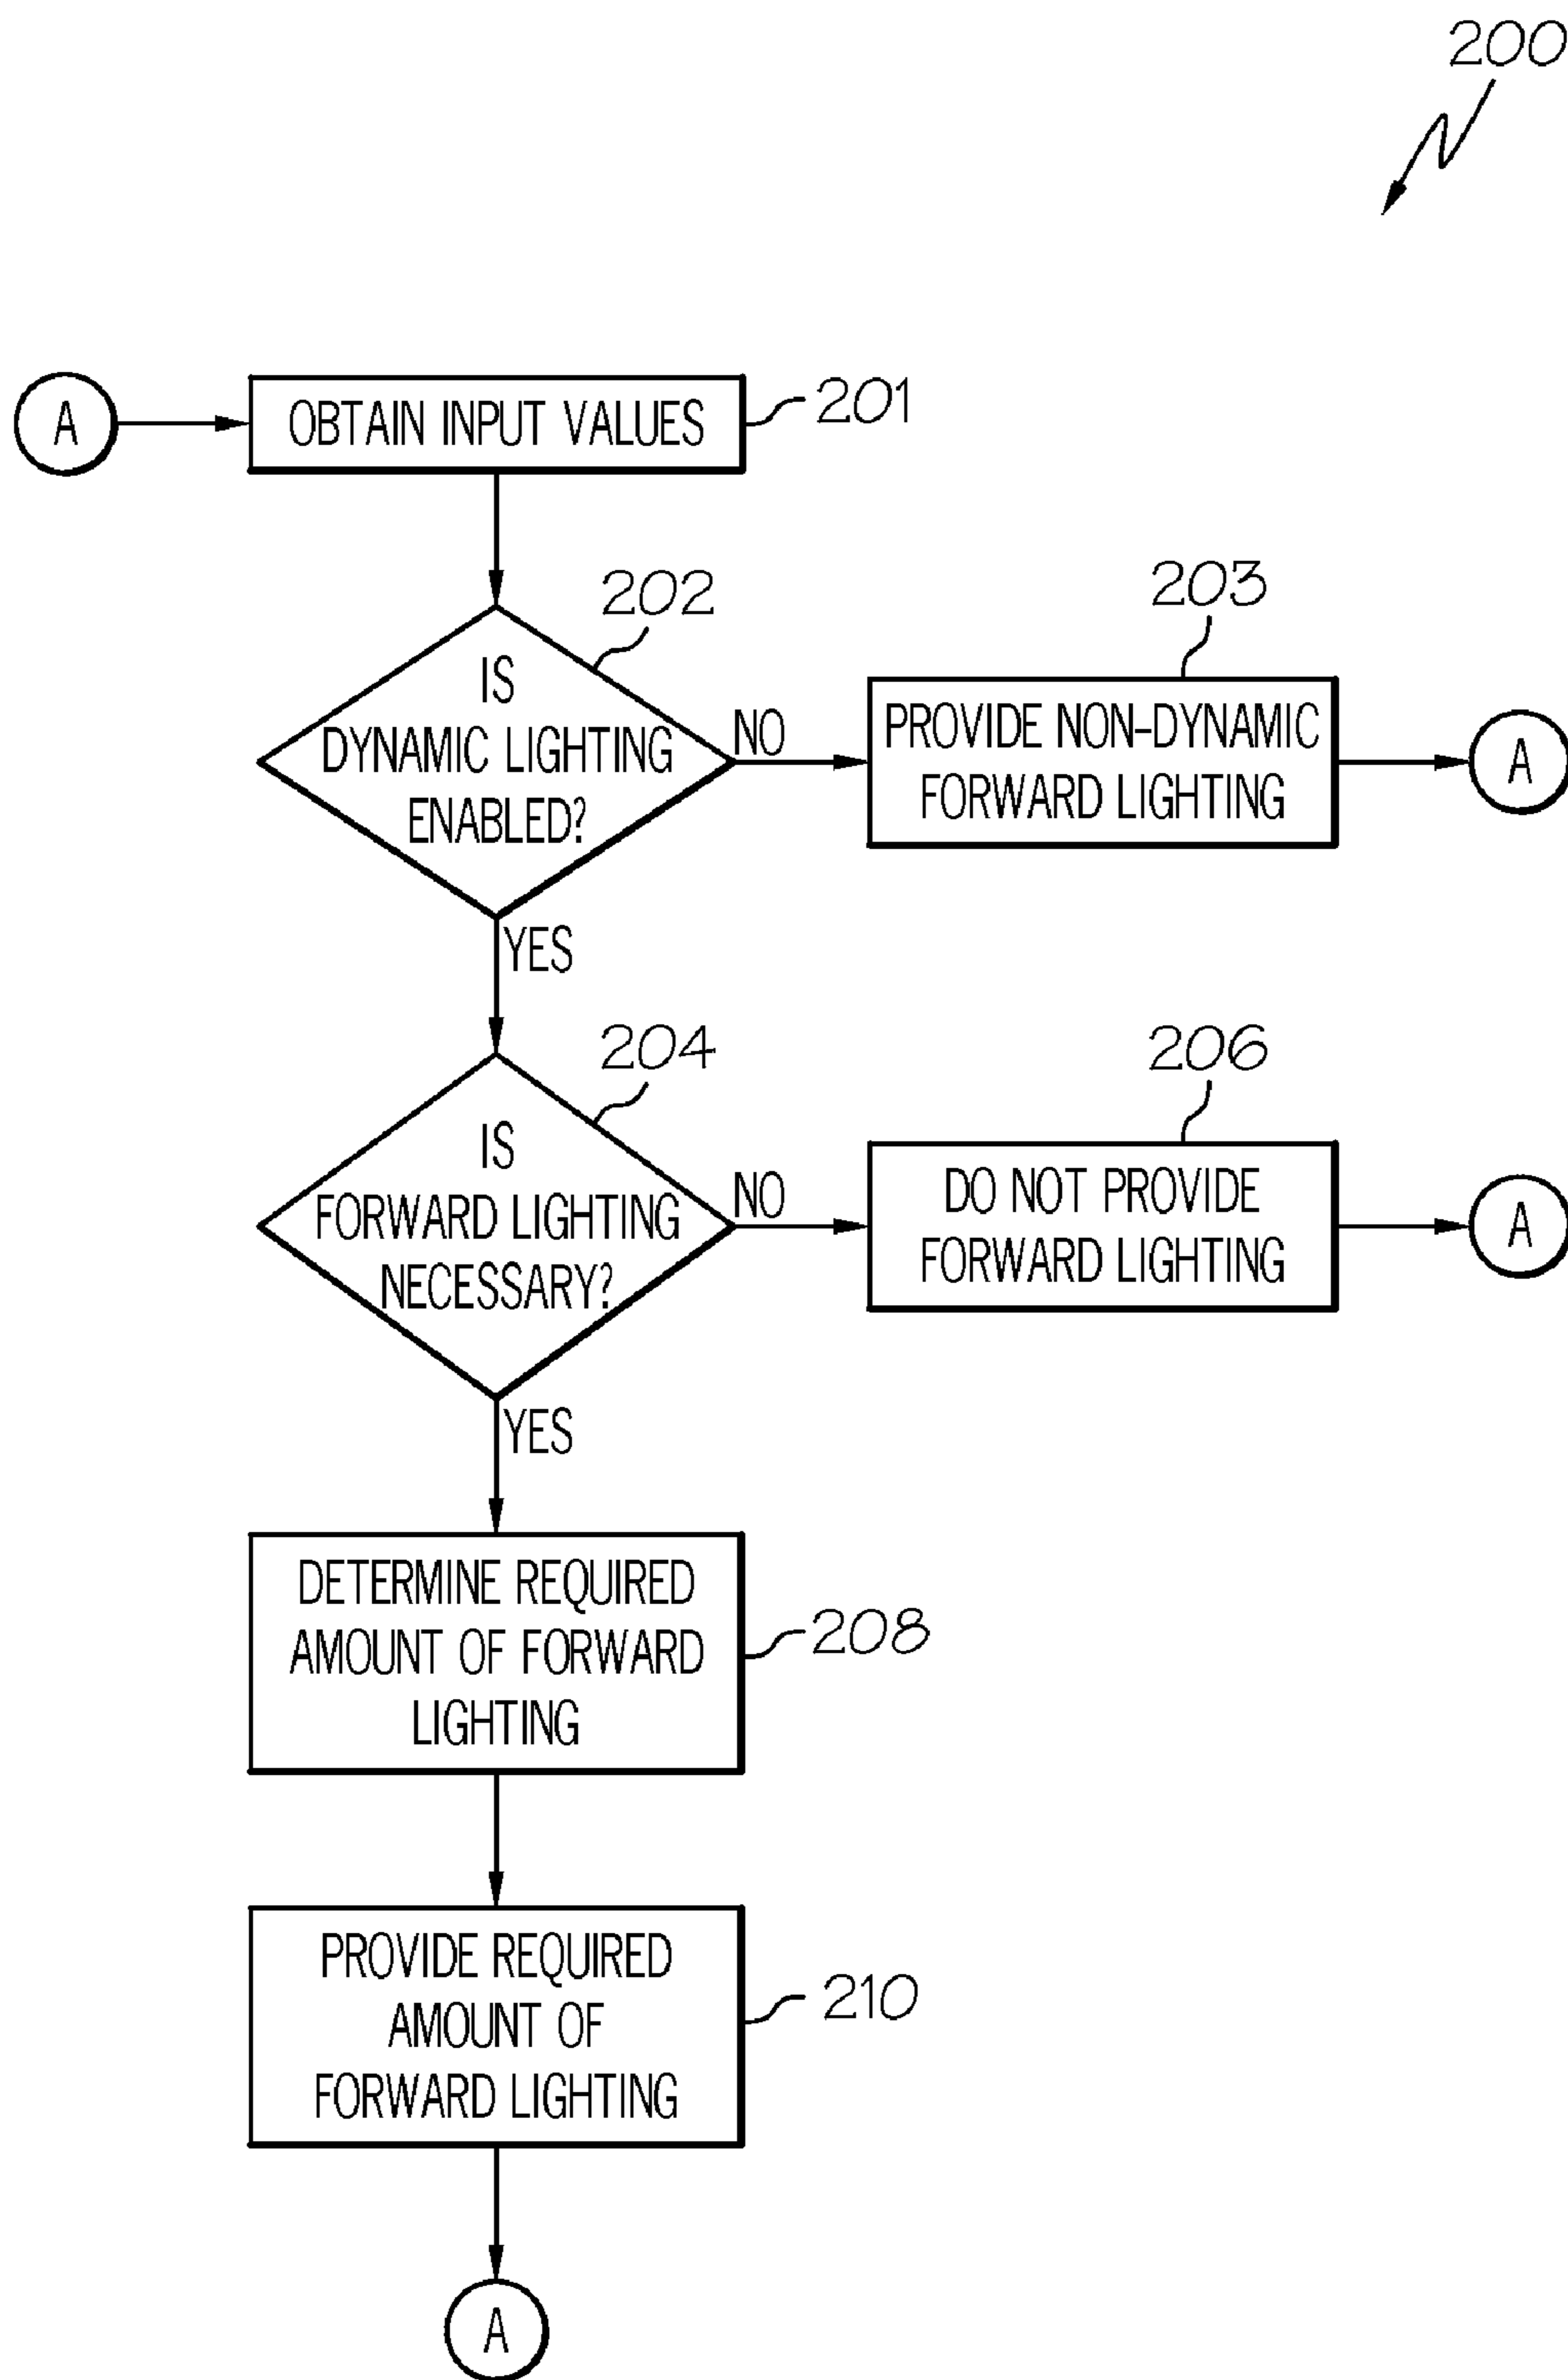 200
A
OBTAIN INPUT VALUES
201
202
IS
DYNAMIC LIGHTING
ENABLED?
NO
203
PROVIDE NON-DYNAMIC
FORWARD LIGHTING
A
YES
204
IS
FORWARD LIGHTING
NECESSARY?
NO
206
DO NOT PROVIDE
FORWARD LIGHTING
A
YES
DETERMINE REQUIRED
AMOUNT OF FORWARD
LIGHTING
208
PROVIDE REQUIRED
AMOUNT OF
FORWARD LIGHTING
210
A